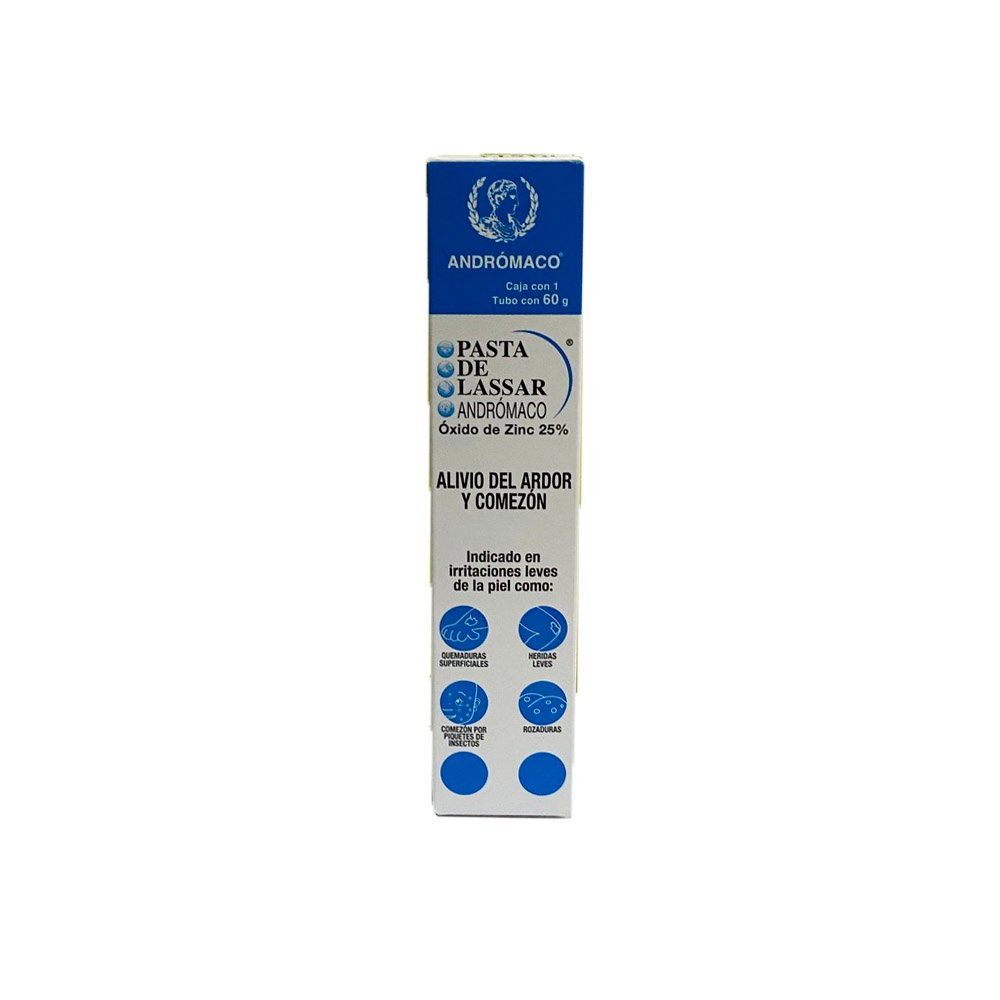 ANDRÓMACO®
Caja con 1
Tubo con 60 g
PASTA ®
DE
LASSAR
ANDRÓMACO
Óxido de Zinc 25%
ALIVIO DEL ARDOR
Y COMEZÓN
Indicado en
irritaciones leves
de la piel como:
QUEMADURAS
SUPERFICIALES
HERIDAS
LEVES
COMEZÓN POR
PIQUETES DE
INSECTOS
ROZADURAS